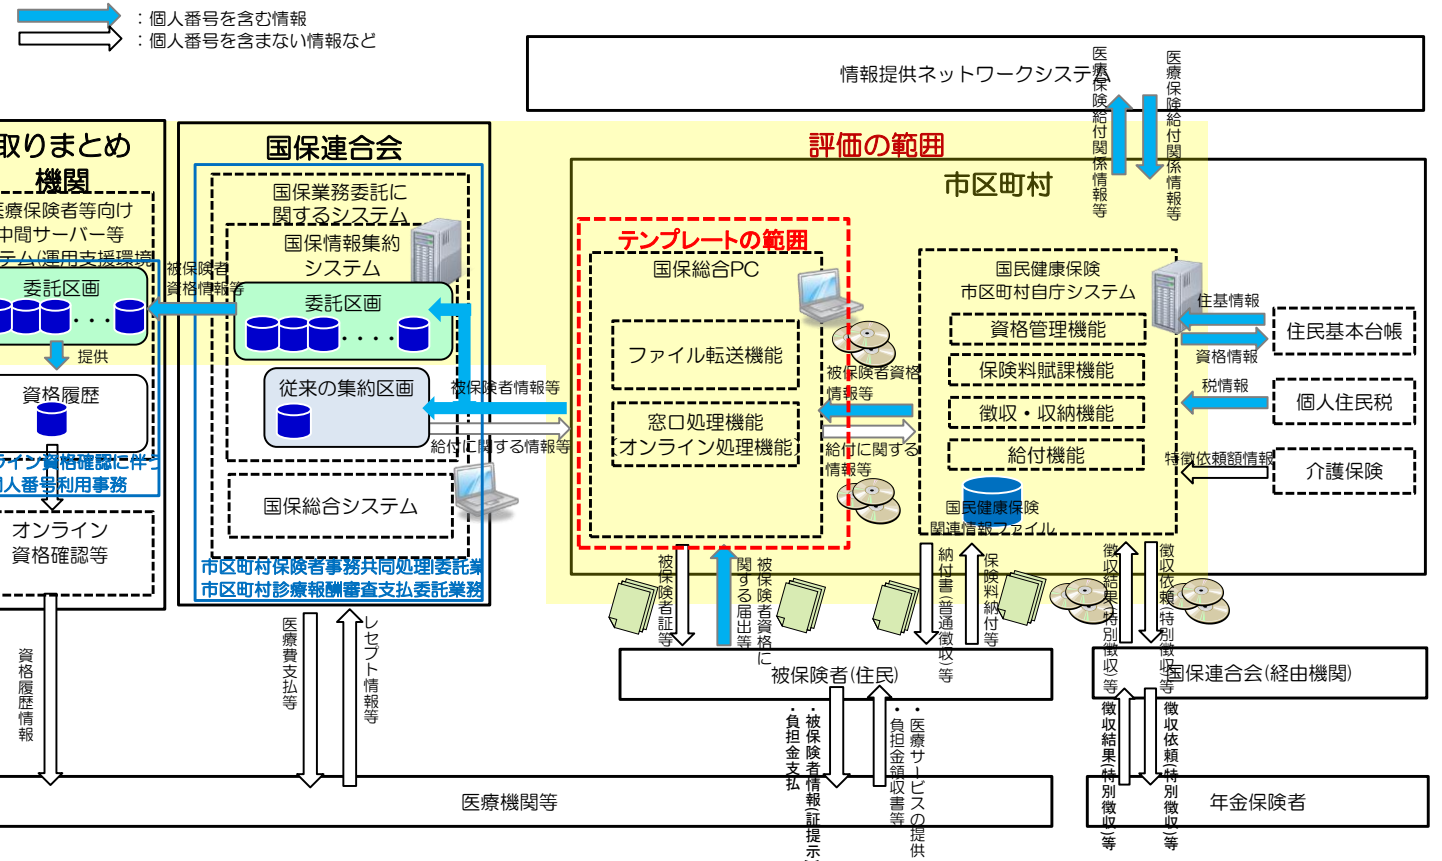 ：個人番号を含む情報
：個人番号を含まない情報など
情報提供ネットワークシステム
医療保険給付関係情報等
医療保険給付関係情報等
取りまとめ
機関
医療保険者等向け
中間サーバー等
テム(運用支援環境
委託区画
・・・
提供
資格履歴
ライン資格確認に伴う
個人番号利用事務
オンライン
資格確認等
資格履歴情報
国保連合会
国保業務委託に
関するシステム
国保情報集約
システム
委託区画
・・・・
従来の集約区画
国保総合システム
市区町村保険者事務共同処理委託業
市区町村診療報酬審査支払委託業務
被保険者
資格情報等
被保険者情報等
給付に関する情報等
医療費支払等
レセプト情報等
評価の範囲
市区町村
テンプレートの範囲
国保総合PC
ファイル転送機能
窓口処理機能
(オンライン処理機能)
被保険者資格
情報等
給付に関する
情報等
国民健康保険
市区町村自庁システム
資格管理機能
保険料賦課機能
徴収・収納機能
給付機能
国民健康保険
関連情報ファイル
住基情報
資格情報
税情報
特徴依頼額情報
住民基本台帳
個人住民税
介護保険
被保険者証等
被保険者資格に
関する届出等
納付書(普通徴収)等
保険料納付等
徴収結果(特別徴収)等
徴収依頼(特別徴収)等
被保険者(住民)
国保連合会(経由機関)
・被保険者情報(証提示
・負担金支払
・医療サービスの提供
・負担金領収書等
徴収結果(特別徴収)等
徴収依頼(特別徴収)等
医療機関等
年金保険者